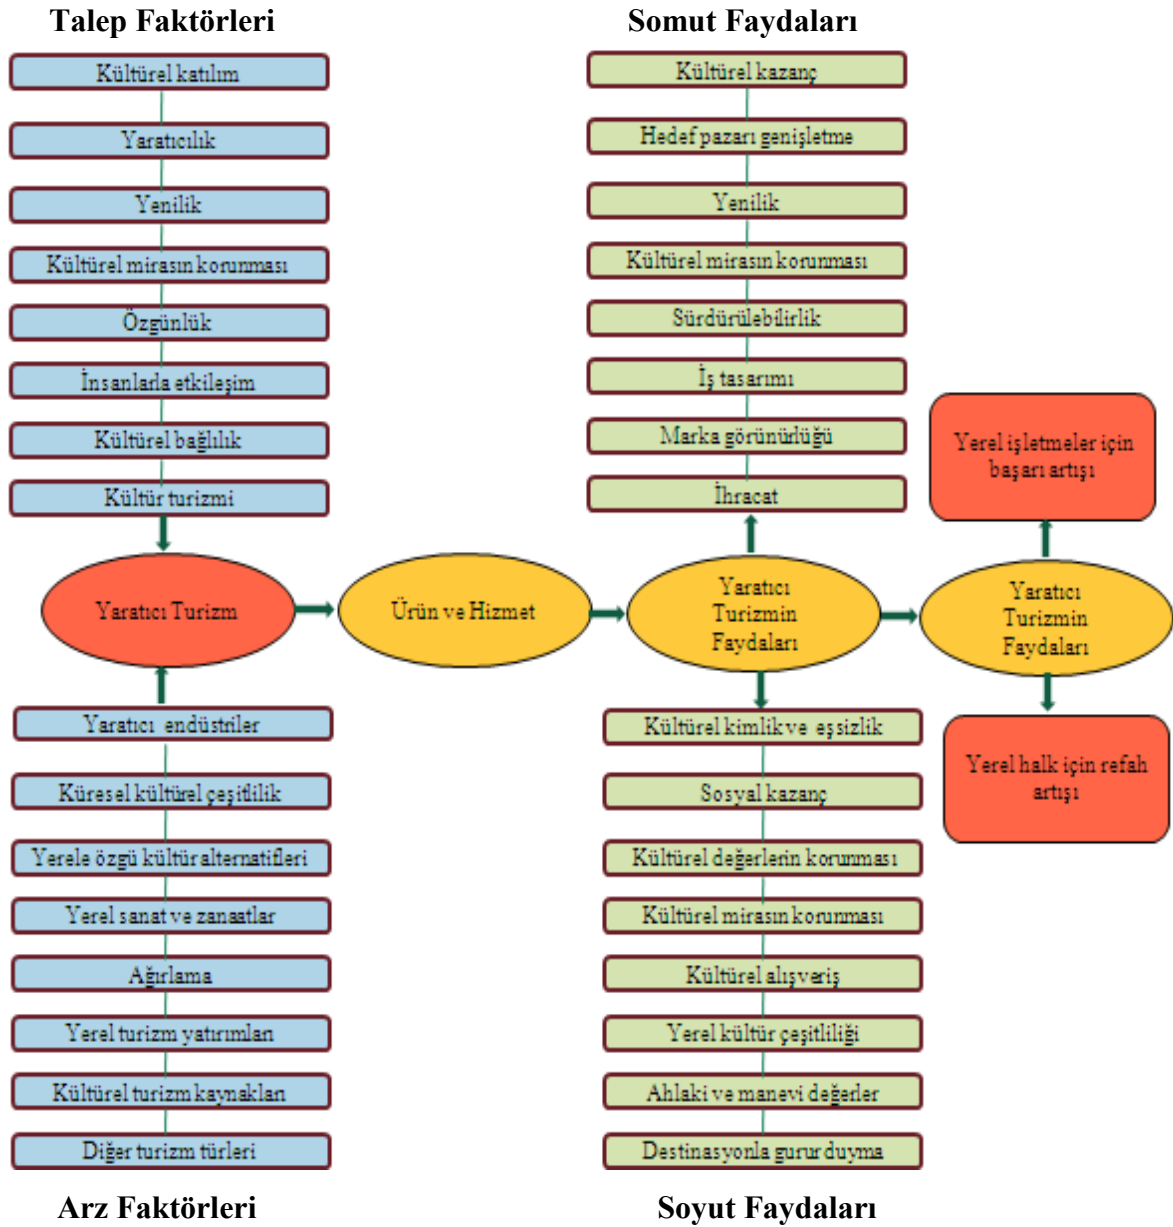 Talep Faktörleri
Kültürel katılım
Yaratıcılık
Yenilik
Kültürel mirasın korunması
Özgünlük
İnsanlarla etkileşim
Kültürel bağlılık
Kültür turizmi
Somut Faydaları
Kültürel kazanç
Hedef pazarı genişletme
Yenilik
Kültürel mirasın korunması
Sürdürülebilirlik
İş tasarımı
Marka görünürlüğü
İhracat
Yerel işletmeler için
başarı artışı
Yaratıcı Turizm
Ürün ve Hizmet
Yaratıcı
Turizmin
Faydaları
Yaratıcı
Turizmin
Faydaları
Yaratıcı endüstriler
Küresel kültürel çeşitlilik
Yerele özgü kültür alternatifleri
Yerel sanat ve zanaatlar
Ağırlama
Yerel turizm yatırımları
Kültürel turizm kaynakları
Diğer turizm türleri
Arz Faktörleri
Kültürel kimlik ve eşsizlik
Sosyal kazanç
Kültürel değerlerin korunması
Kültürel mirasın korunması
Kültürel alışveriş
Yerel kültür çeşitliliği
Ahlaki ve manevi değerler
Destinasyonla gurur duyma
Soyut Faydaları
Yerel halk için refah
artışı